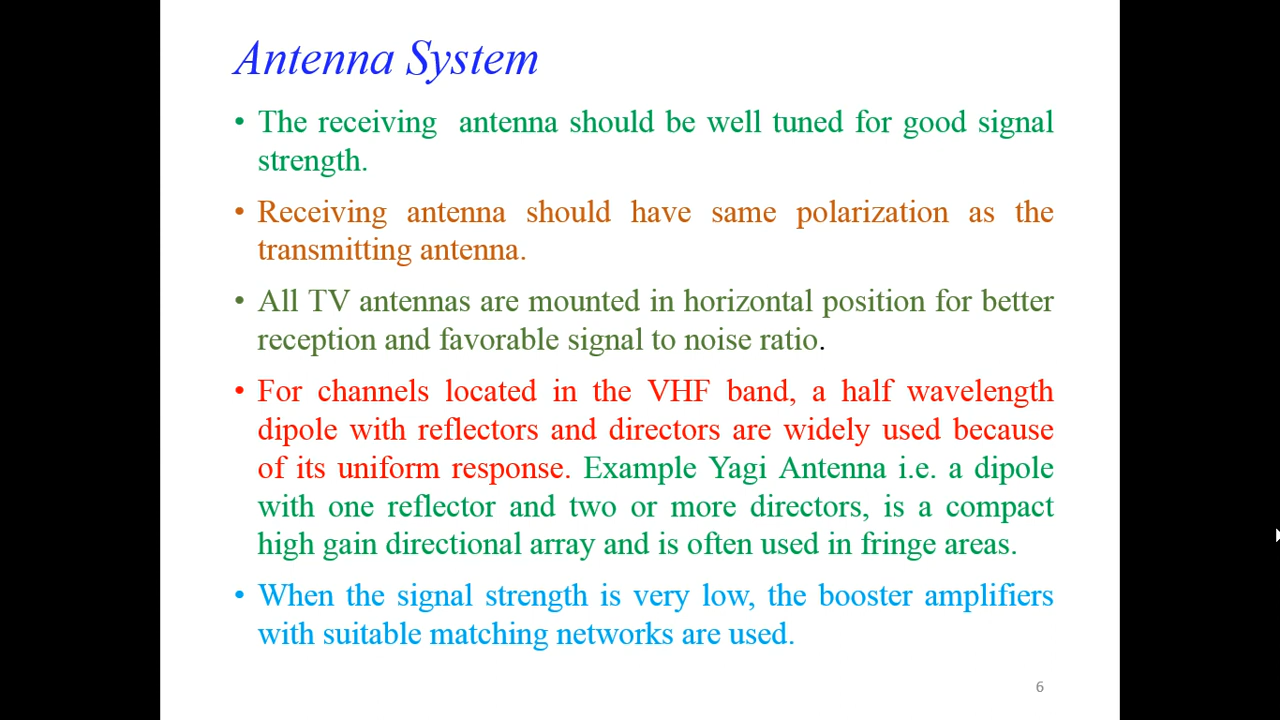 Antenna System
• The receiving antenna should be well tuned for good signal
strength.
• Receiving antenna should have same polarization as the
transmitting antenna.
• All TV antennas are mounted in horizontal position for better
reception and favorable signal to noise ratio.
• For channels located in the VHF band, a half wavelength
dipole with reflectors and directors are widely used because
of its uniform response. Example Yagi Antenna i.e. a dipole
with one reflector and two or more directors, is a compact
high gain directional array and is often used in fringe areas.
• When the signal strength is very low, the booster amplifiers
with suitable matching networks are used.
6